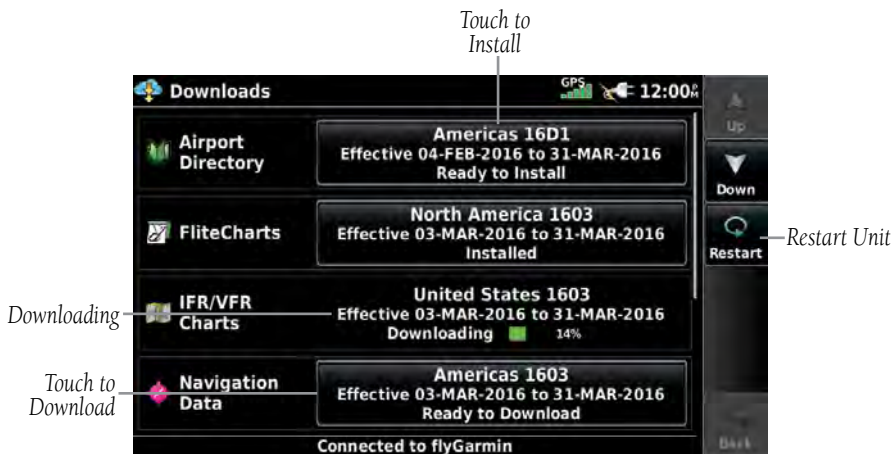 Touch to
Install
Downloads
GPS
12:00PM
Up
Airport
Directory
Americas 16D1
Effective 04-FEB-2016 to 31-MAR-2016
Ready to Install
Down
FliteCharts
North America 1603
Effective 03-MAR-2016 to 31-MAR-2016
Installed
Restart
Restart Unit
Downloading
IFR/VFR
Charts
United States 1603
Effective 03-MAR-2016 to 31-MAR-2016
Downloading 14%
Touch to
Download
Navigation
Data
Americas 1603
Effective 03-MAR-2016 to 31-MAR-2016
Ready to Download
Connected to flyGarmin
Back